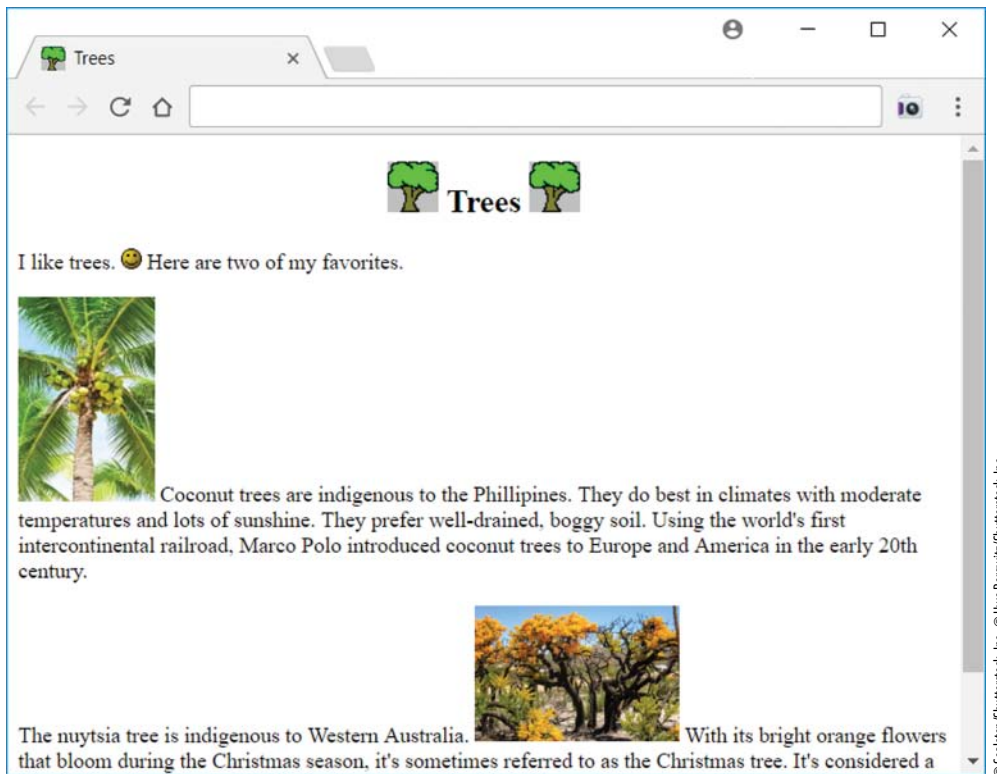 Trees
Trees
I like trees. Here are two of my favorites.
Coconut trees are indigenous to the Phillipines. They do best in climates with moderate
temperatures and lots of sunshine. They prefer well-drained, boggy soil. Using the world's first
intercontinental railroad, Marco Polo introduced coconut trees to Europe and America in the early 20th
century.
The nuytsia tree is indigenous to Western Australia. With its bright orange flowers
that bloom during the Christmas season, it's sometimes referred to as the Christmas tree. It's considered a